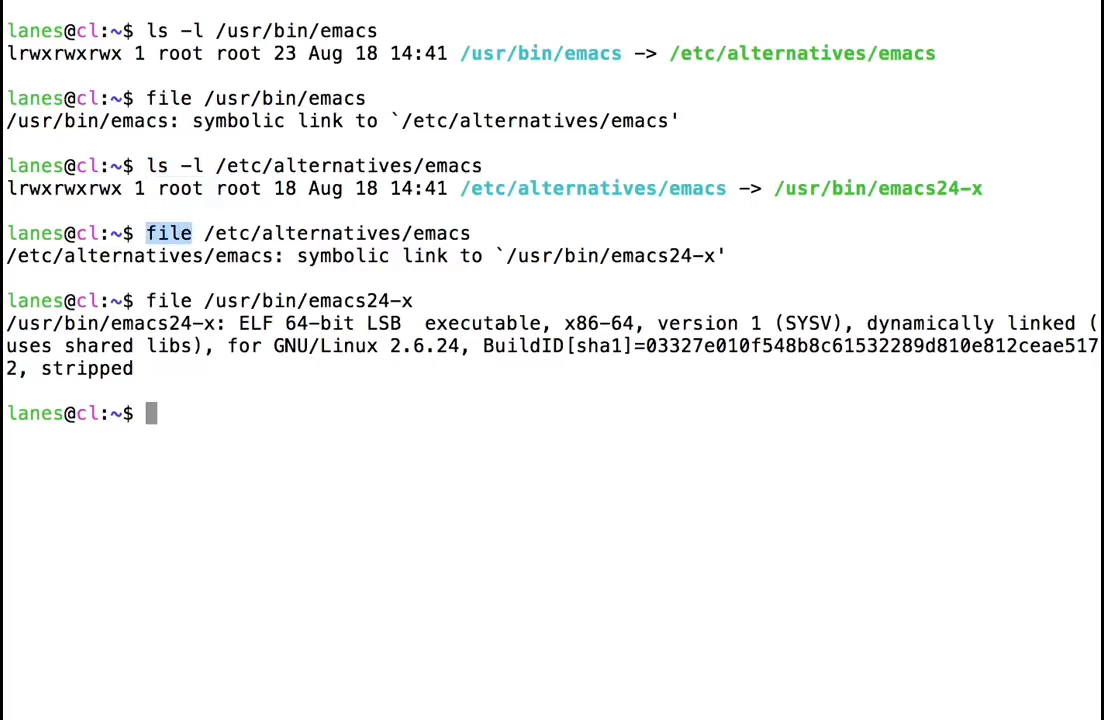 lanes@cl:~$ ls -l /usr/bin/emacs
lrwxrwxrwx 1 root root 23 Aug 18 14:41 /usr/bin/emacs -> /etc/alternatives/emacs
lanes@cl:~$ file /usr/bin/emacs
/usr/bin/emacs: symbolic link to `/etc/alternatives/emacs'
lanes@cl:~$ ls -l /etc/alternatives/emacs
lrwxrwxrwx 1 root root 18 Aug 18 14:41 /etc/alternatives/emacs -> /usr/bin/emacs24-x
lanes@cl:~$ file /etc/alternatives/emacs
/etc/alternatives/emacs: symbolic link to `/usr/bin/emacs24-x'
lanes@cl:~$ file /usr/bin/emacs24-x
/usr/bin/emacs24-x: ELF 64-bit LSB  executable, x86-64, version 1 (SYSV), dynamically linked (
uses shared libs), for GNU/Linux 2.6.24, BuildID[sha1]=03327e010f548b8c61532289d810e812ceae517
2, stripped
lanes@cl:~$